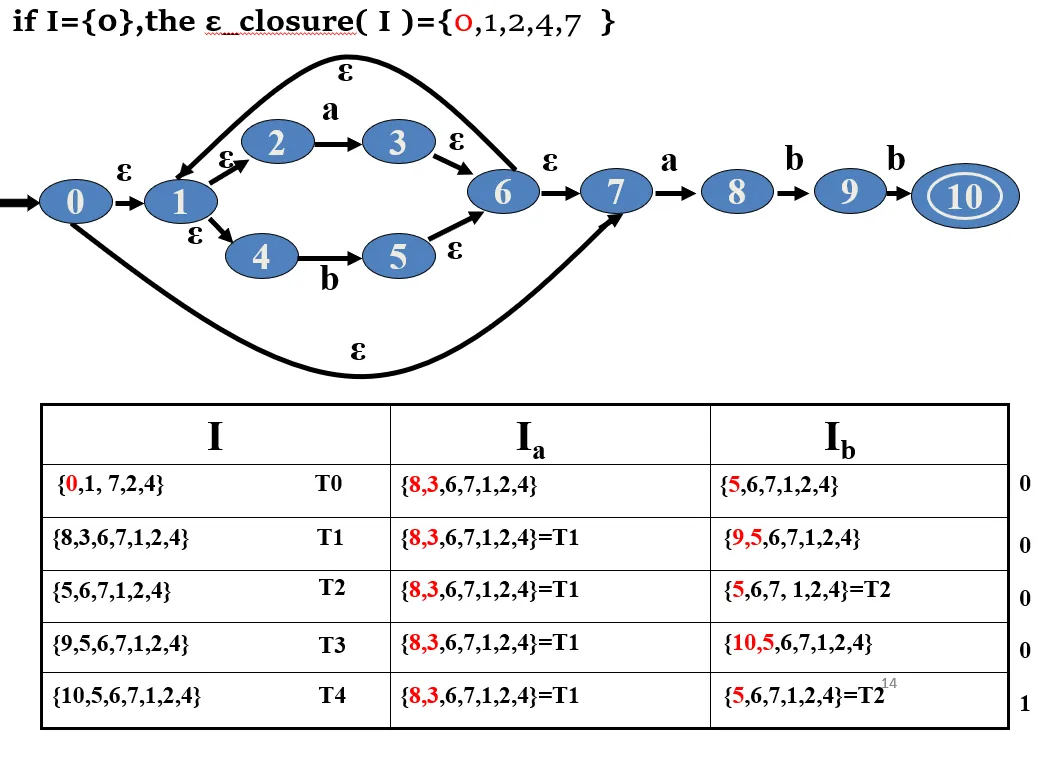 if I={0},the ε_closure( I )={0,1,2,4,7 }
ε
a
2
3
ε
ε
ε
ε
a
b
b
0
1
6
7
8
9
10
ε
4
5
ε
b
ε
I
Ia
Ib
{0,1, 7,2,4} T0
{8,3,6,7,1,2,4}
{5,6,7,1,2,4}
0
{8,3,6,7,1,2,4} T1
{8,3,6,7,1,2,4}=T1
{9,5,6,7,1,2,4}
0
{5,6,7,1,2,4} T2
{8,3,6,7,1,2,4}=T1
{5,6,7, 1,2,4}=T2
0
{9,5,6,7,1,2,4} T3
{8,3,6,7,1,2,4}=T1
{10,5,6,7,1,2,4}
0
{10,5,6,7,1,2,4} T4
{8,3,6,7,1,2,4}=T1
{5,6,7,1,2,4}=T2
14
1